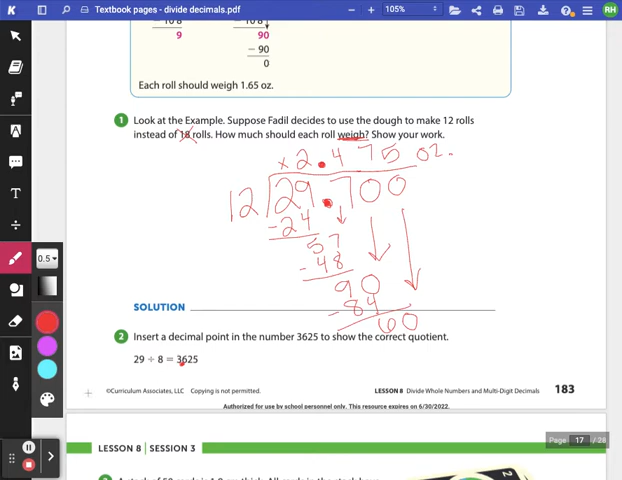 K
Textbook pages - divide decimals.pdf
105%
RH
- 108 - 108
9 90
- 90
0
Each roll should weigh 1.65 oz.
1 Look at the Example. Suppose Fadil decides to use the dough to make 12 rolls
instead of 18 rolls. How much should each roll weigh? Show your work.
x 2.475 oz.
12 29.700
- 24
57
- 48
90
- 84
60
SOLUTION
2 Insert a decimal point in the number 3625 to show the correct quotient.
29 ÷ 8 = 3.625
©Curriculum Associates, LLC Copying is not permitted. LESSON 8 Divide Whole Numbers and Multi-Digit Decimals 183
Authorized for use by school personnel only. This resource expires on 6/30/2022.
Page 17 / 28
LESSON 8 | SESSION 3
0.5
T
A